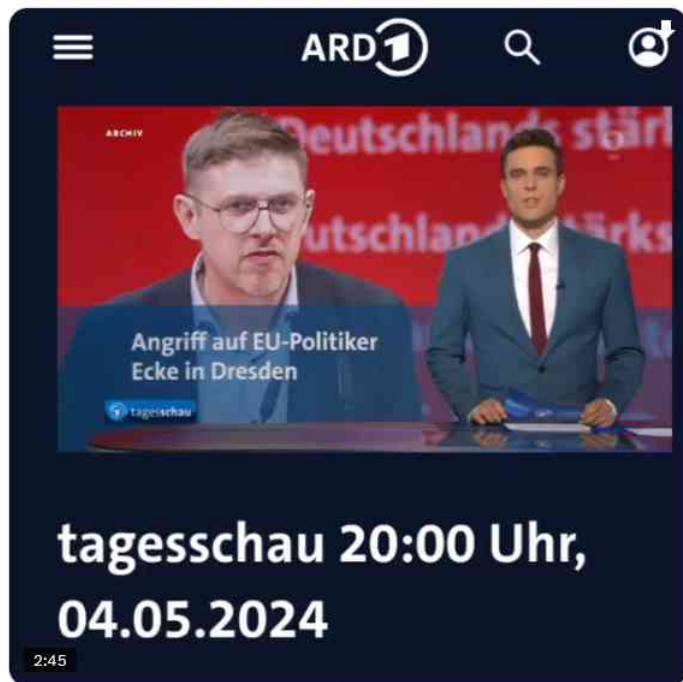 ARD 1
ARCHIV
Deutschlands stärk
utschland
stärks
Angriff auf EU-Politiker
Ecke in Dresden
tagesschau
tagesschau 20:00 Uhr,
04.05.2024
2:45